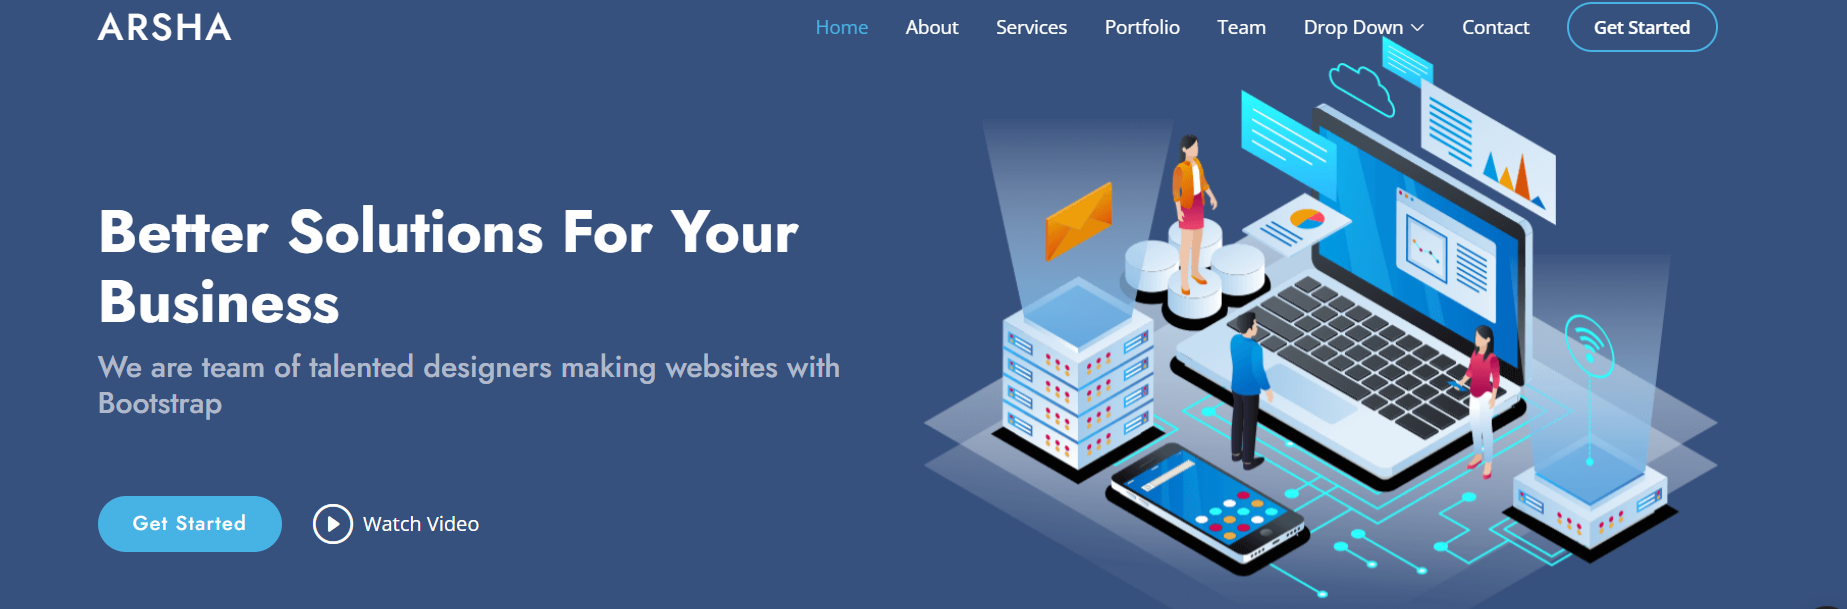 ARSHA
Home About Services Portfolio Team Drop Down Contact Get Started
Better Solutions For Your
Business
We are team of talented designers making websites with
Bootstrap
Get Started Watch Video